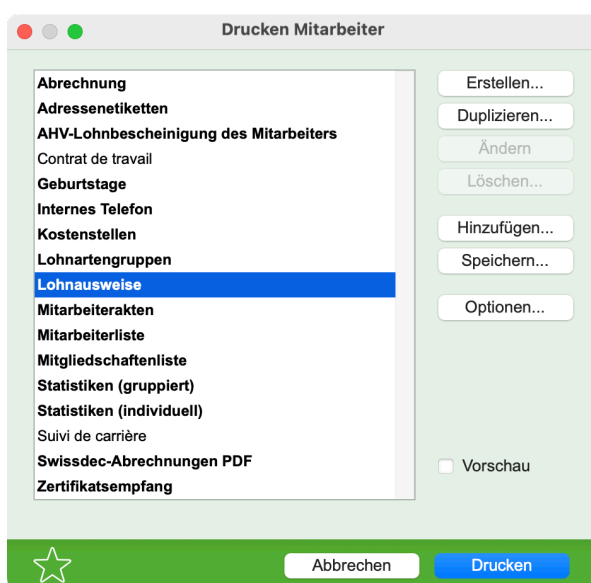 Drucken Mitarbeiter
Abrechnung
Adressenetiketten
AHV-Lohnbescheinigung des Mitarbeiters
Contrat de travail
Geburtstage
Internes Telefon
Kostenstellen
Lohnartengruppen
Lohnausweise
Mitarbeiterakten
Mitarbeiterliste
Mitgliedschaftenliste
Statistiken (gruppiert)
Statistiken (individuell)
Suivi de carrière
Swissdec-Abrechnungen PDF
Zertifikatsempfang
Erstellen...
Duplizieren...
Ändern
Löschen...
Hinzufügen...
Speichern...
Optionen...
Vorschau
Abbrechen
Drucken